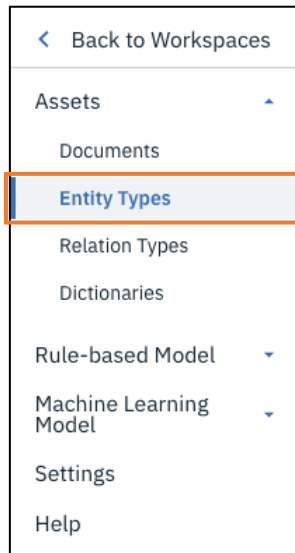 Back to Workspaces
Assets
Documents
Entity Types
Relation Types
Dictionaries
Rule-based Model
Machine Learning
Model
Settings
Help